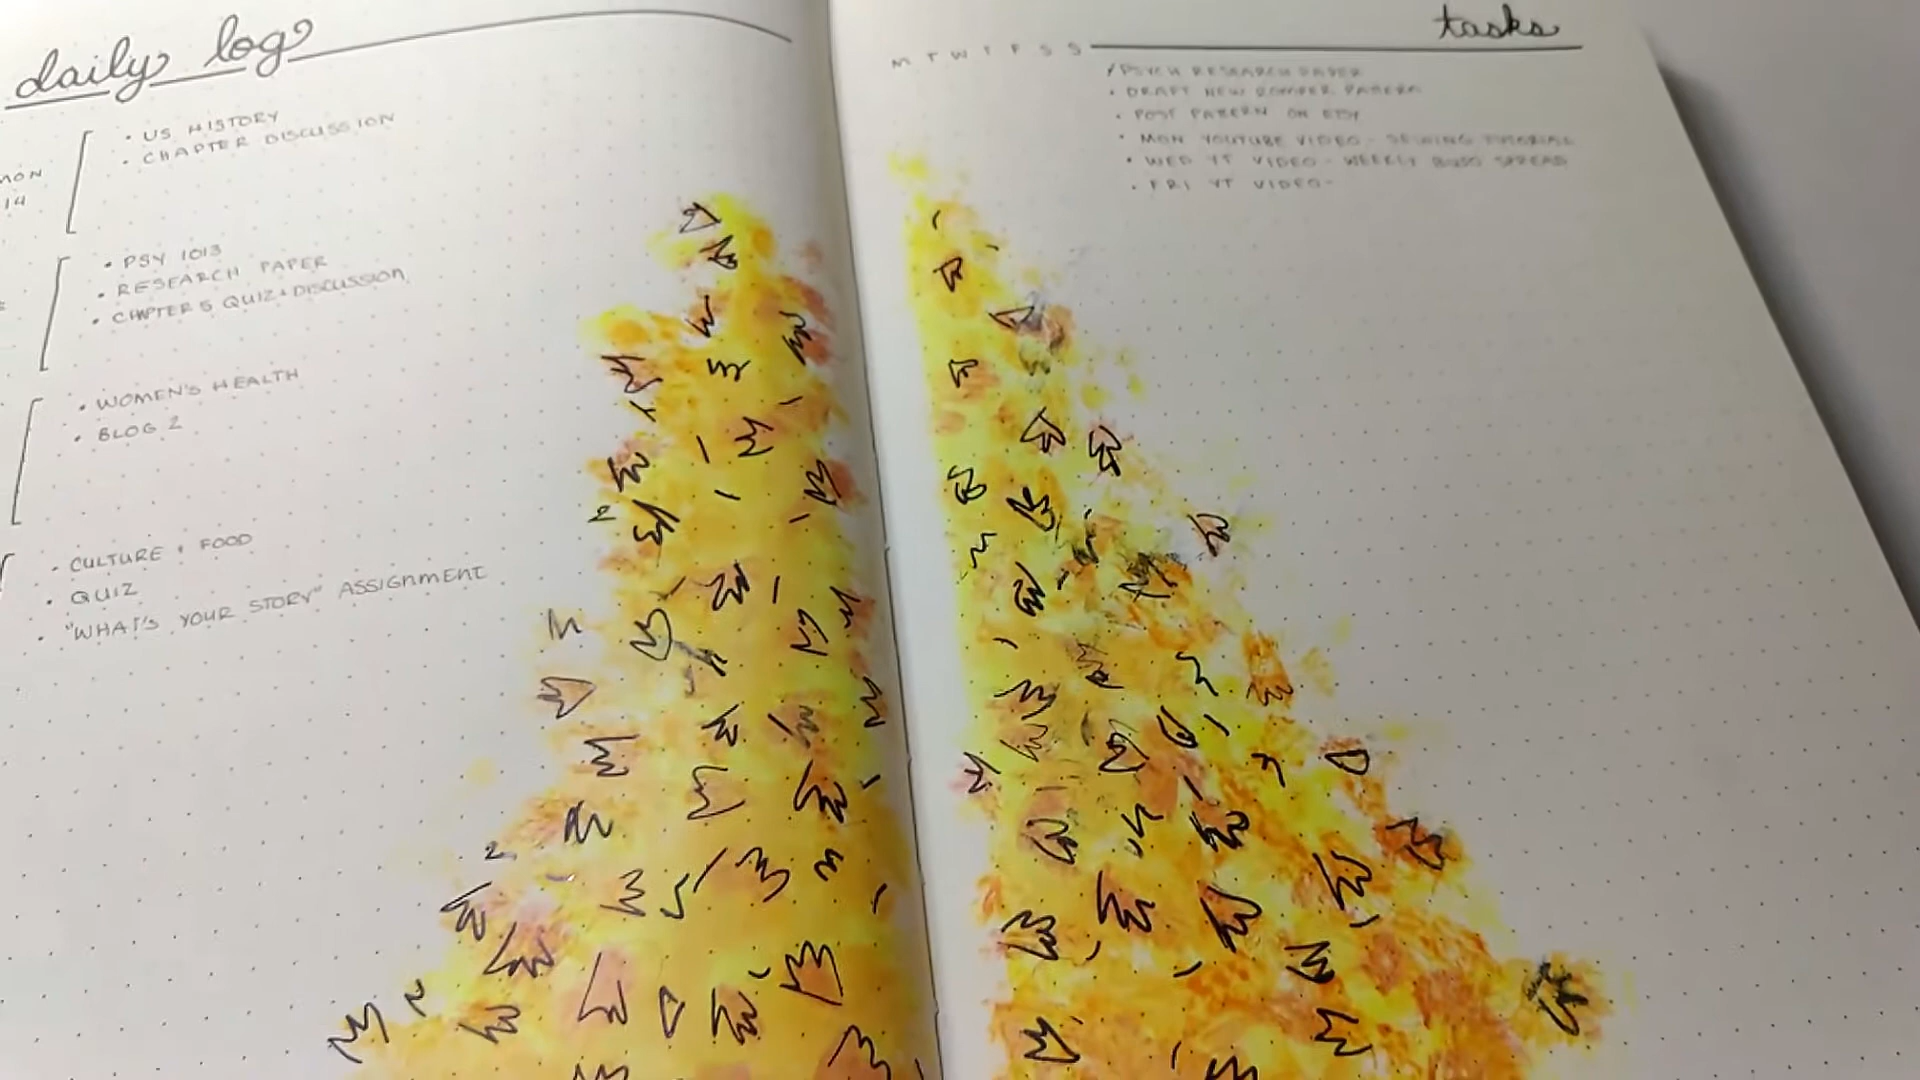 daily log
MON
14
• US HISTORY
• CHAPTER DISCUSSION
• PSY 1013
• RESEARCH PAPER
• CHAPTER 5 QUIZ + DISCUSSION
• WOMEN'S HEALTH
• BLOG 2
• CULTURE + FOOD
• QUIZ
• "WHAT'S YOUR STORY" ASSIGNMENT
tasks
M T W T F S S
/ PSYCH RESEARCH PAPER
• DRAFT NEW ROMPER PATTERN
• POST PATTERN ON ETSY
• MON YOUTUBE VIDEO - SEWING TUTORIAL
• WED YT VIDEO - WEEKLY BUJO SPREAD
• FRI YT VIDEO -